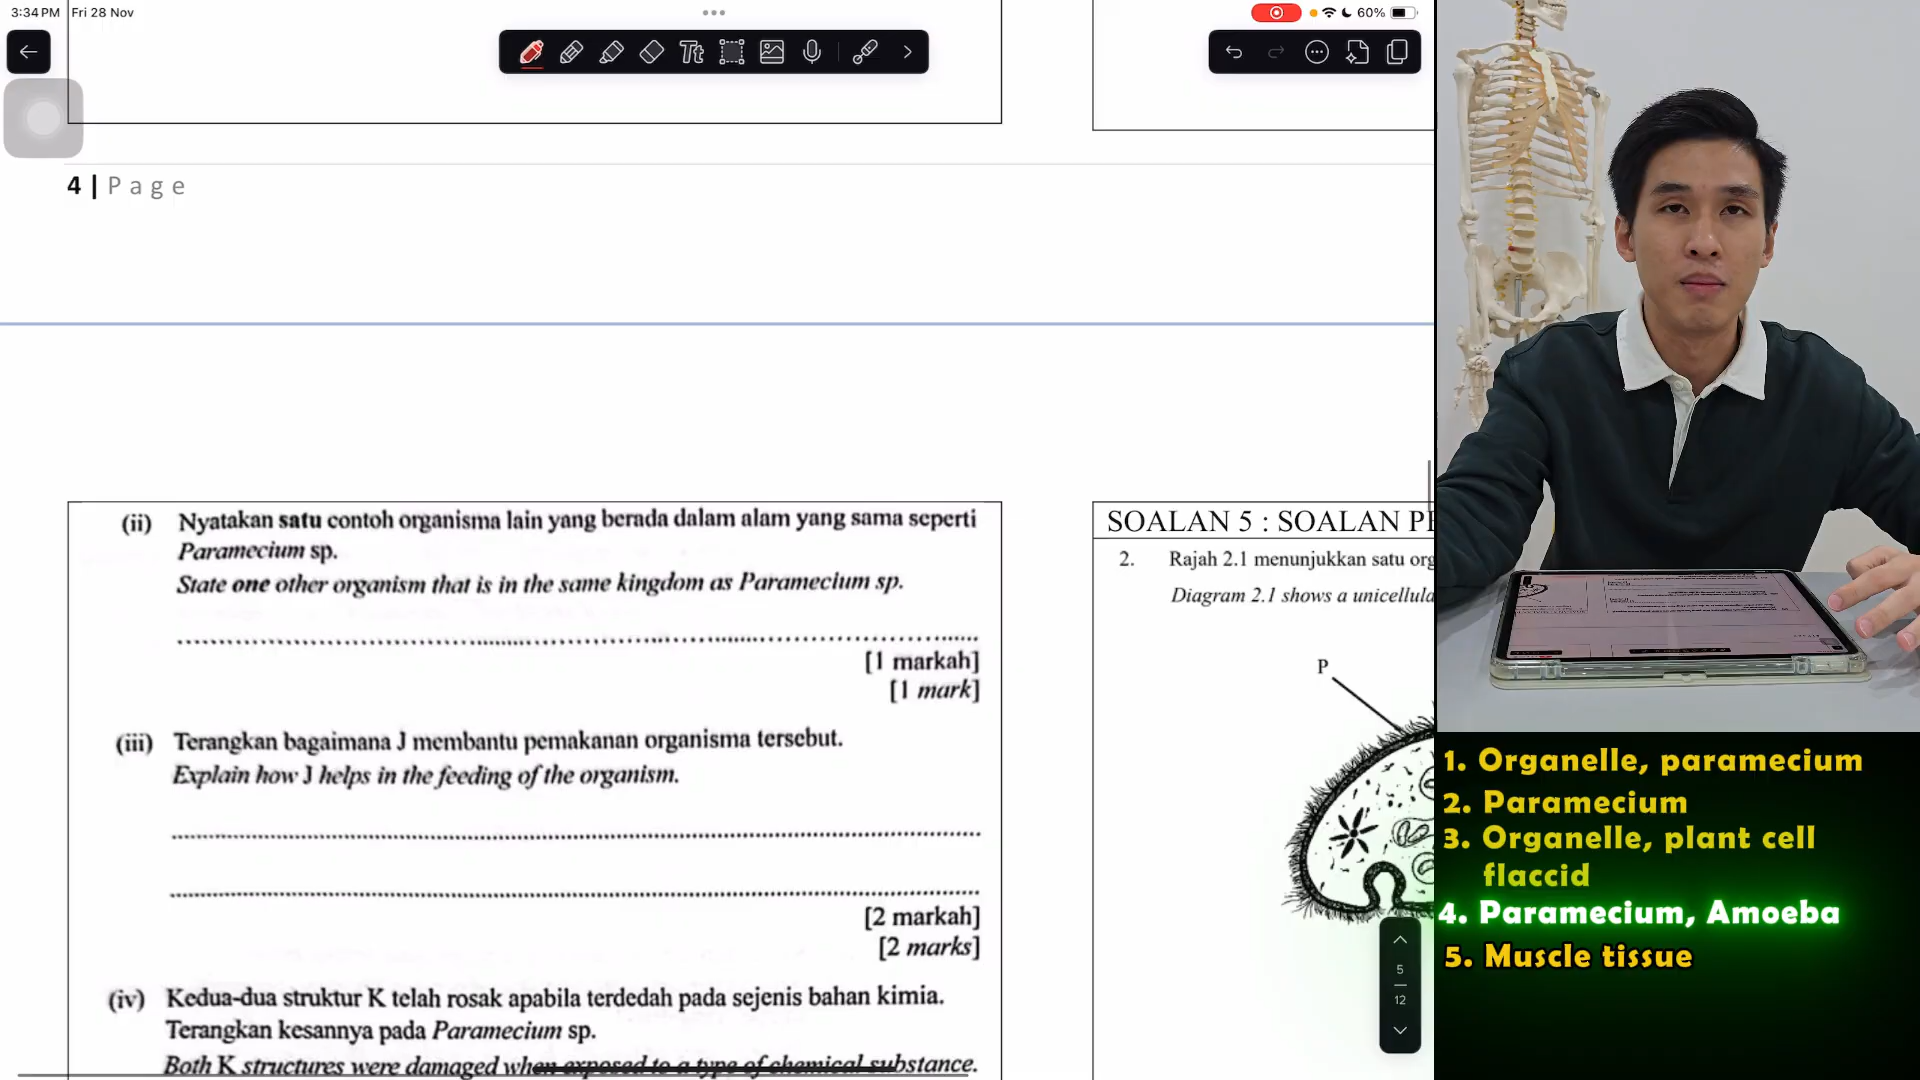 3:34 PM Fri 28 Nov
60%
4 | Page
(ii) Nyatakan satu contoh organisma lain yang berada dalam alam yang sama seperti
Paramecium sp.
State one other organism that is in the same kingdom as Paramecium sp.
[1 markah]
[1 mark]
(iii) Terangkan bagaimana J membantu pemakanan organisma tersebut.
Explain how J helps in the feeding of the organism.
[2 markah]
[2 marks]
(iv) Kedua-dua struktur K telah rosak apabila terdedah pada sejenis bahan kimia.
Terangkan kesannya pada Paramecium sp.
Both K structures were damaged when exposed to a type of chemical substance.
SOALAN 5 : SOALAN
2. Rajah 2.1 menunjukkan satu org
Diagram 2.1 shows a unicellula
P
5
12
Tt
1. Organelle, paramecium
2. Paramecium
3. Organelle, plant cell
flaccid
4. Paramecium, Amoeba
5. Muscle tissue